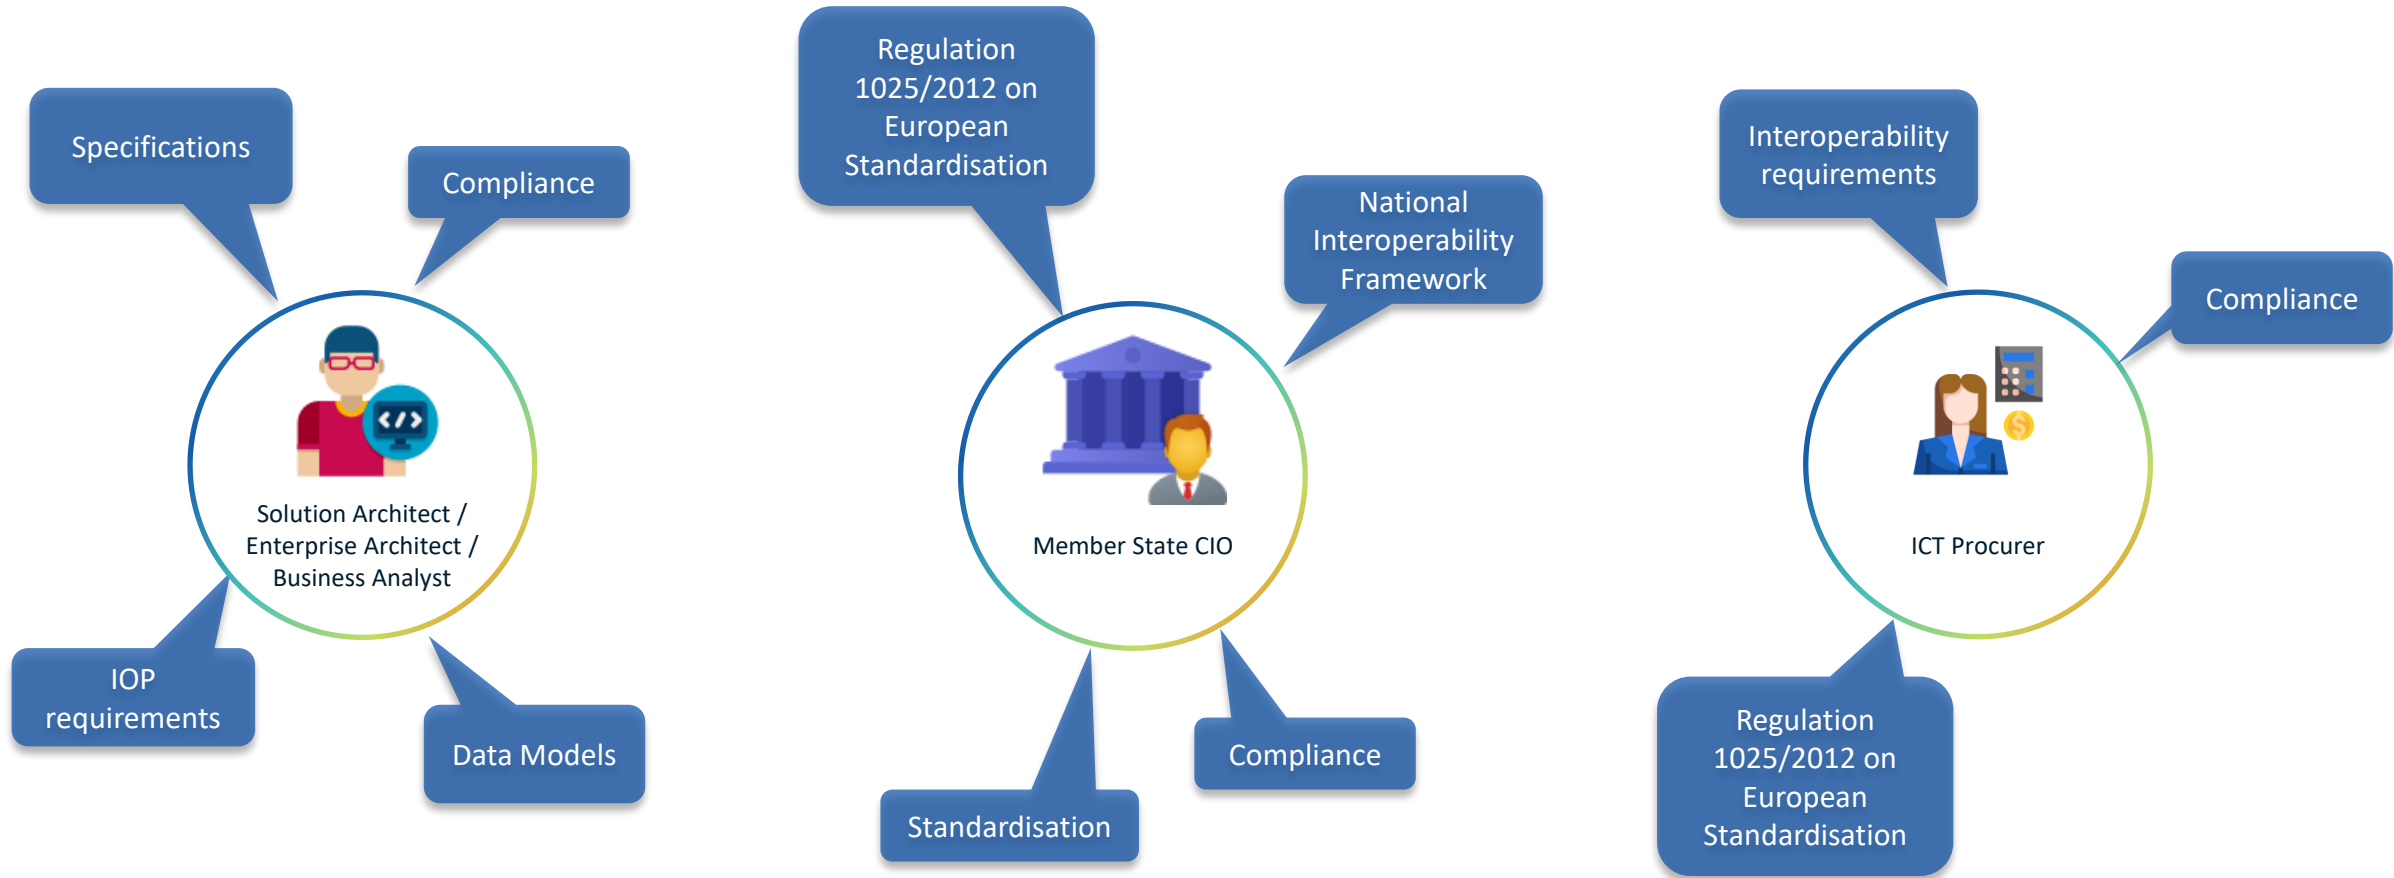 Specifications
Compliance
Solution Architect /
Enterprise Architect /
Business Analyst
IOP
requirements
Data Models
Regulation
1025/2012 on
European
Standardisation
National
Interoperability
Framework
Member State CIO
Standardisation
Compliance
Interoperability
requirements
Compliance
ICT Procurer
Regulation
1025/2012 on
European
Standardisation